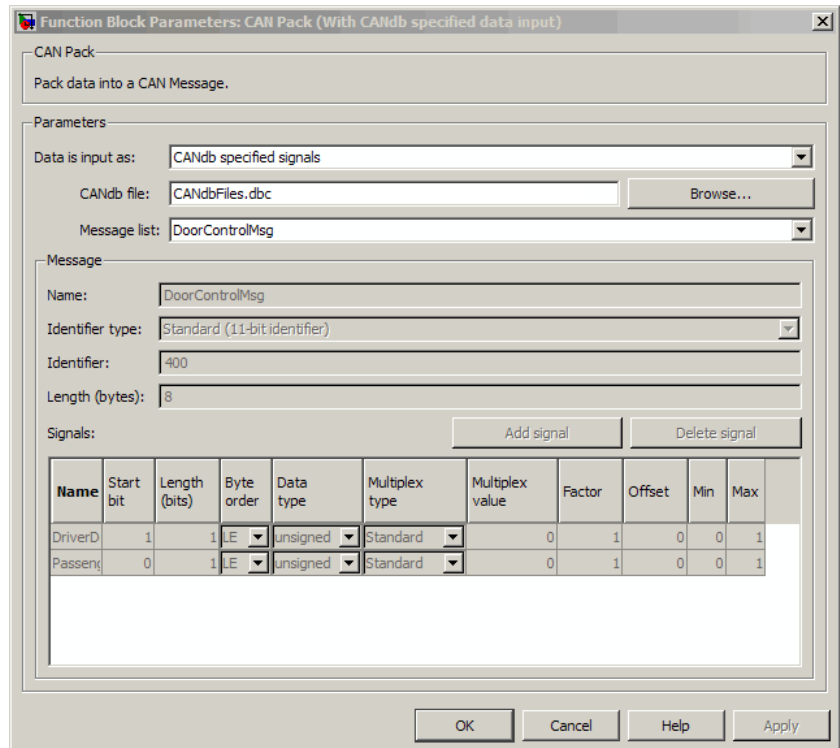 Function Block Parameters: CAN Pack (With CANdb specified data input)
CAN Pack
Pack data into a CAN Message.
Parameters
Data is input as: CANdb specified signals
CANdb file: CANdbFiles.dbc Browse...
Message list: DoorControlMsg
Message
Name: DoorControlMsg
Identifier type: Standard (11-bit identifier)
Identifier: 400
Length (bytes): 8
Signals: Add signal Delete signal
Name Start bit Length (bits) Byte order Data type Multiplex type Multiplex value Factor Offset Min Max
DriverD 1 1 LE unsigned Standard 0 1 0 0 1
Passeng 0 1 LE unsigned Standard 0 1 0 0 1
OK Cancel Help Apply